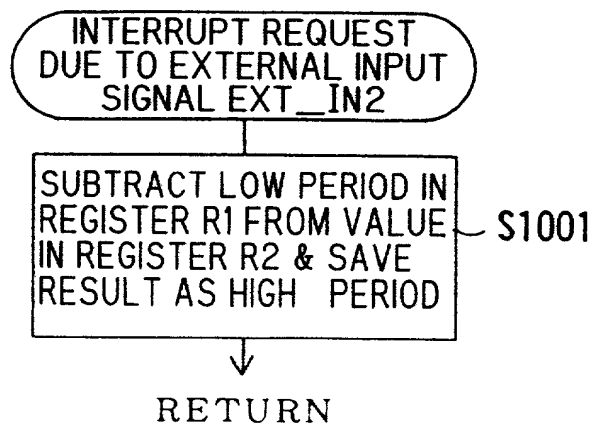 INTERRUPT REQUEST
DUE TO EXTERNAL INPUT
SIGNAL EXT_IN2
SUBTRACT LOW PERIOD IN
REGISTER R1 FROM VALUE
IN REGISTER R2 & SAVE
RESULT AS HIGH PERIOD
S1001
RETURN